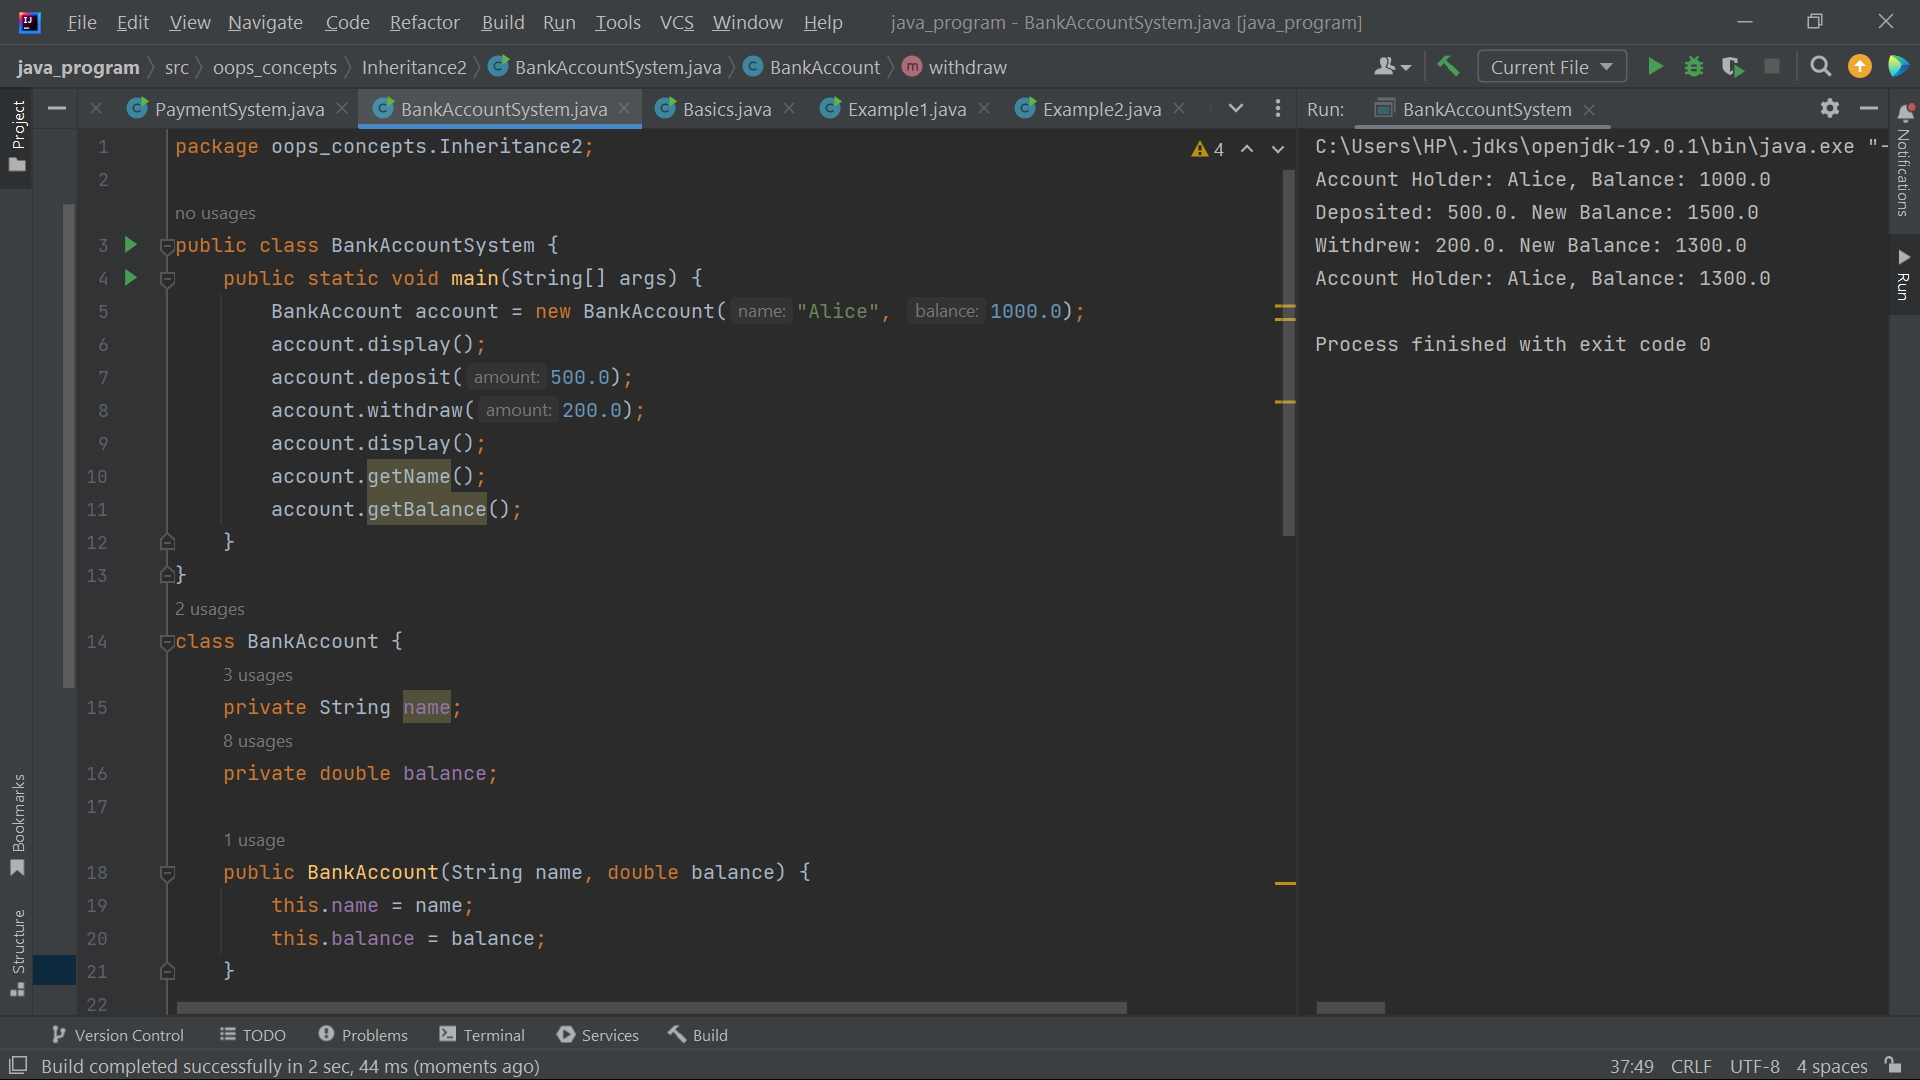 File Edit View Navigate Code Refactor Build Run Tools VCS Window Help java_program - BankAccountSystem.java [java_program]
java_program src oops_concepts Inheritance2 BankAccountSystem.java BankAccount withdraw Current File
Project
Bookmarks
Structure
PaymentSystem.java BankAccountSystem.java Basics.java Example1.java Example2.java
4
1 package oops_concepts.Inheritance2;
2
no usages
3 public class BankAccountSystem {
4 public static void main(String[] args) {
5 BankAccount account = new BankAccount( name: "Alice", balance: 1000.0);
6 account.display();
7 account.deposit( amount: 500.0);
8 account.withdraw( amount: 200.0);
9 account.display();
10 account.getName();
11 account.getBalance();
12 }
13 }
2 usages
14 class BankAccount {
3 usages
15 private String name;
8 usages
16 private double balance;
17
1 usage
18 public BankAccount(String name, double balance) {
19 this.name = name;
20 this.balance = balance;
21 }
22
Run: BankAccountSystem
C:\Users\HP\.jdks\openjdk-19.0.1\bin\java.exe "-
Account Holder: Alice, Balance: 1000.0
Deposited: 500.0. New Balance: 1500.0
Withdrew: 200.0. New Balance: 1300.0
Account Holder: Alice, Balance: 1300.0
Process finished with exit code 0
Notifications
Run
Version Control TODO Problems Terminal Services Build
Build completed successfully in 2 sec, 44 ms (moments ago) 37:49 CRLF UTF-8 4 spaces